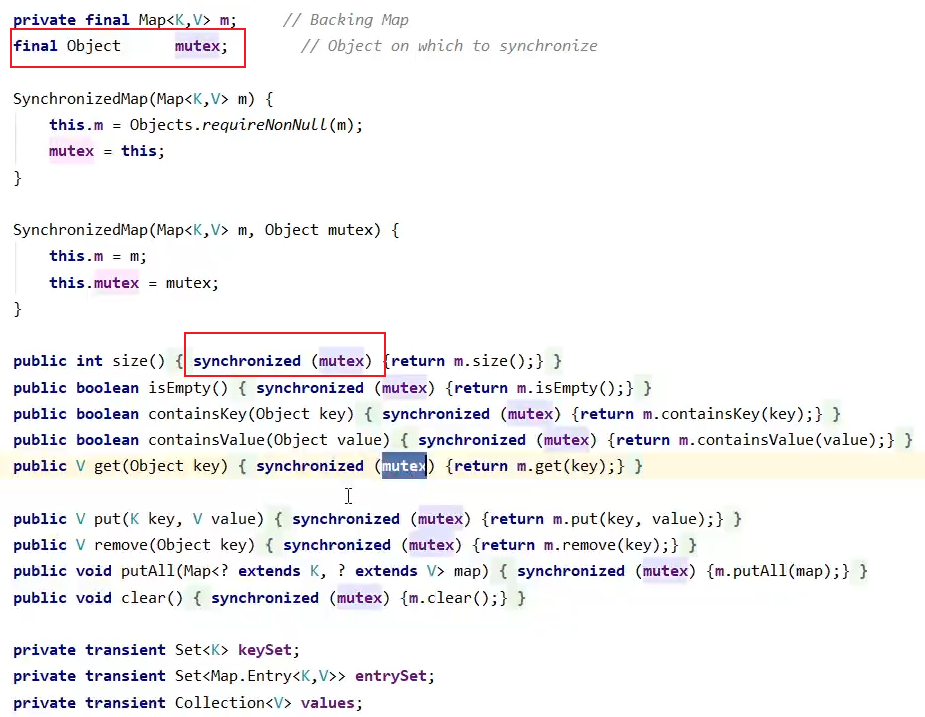 private final Map<K,V> m;     // Backing Map
final Object      mutex;        // Object on which to synchronize
SynchronizedMap(Map<K,V> m) {
    this.m = Objects.requireNonNull(m);
    mutex = this;
}
SynchronizedMap(Map<K,V> m, Object mutex) {
    this.m = m;
    this.mutex = mutex;
}
public int size() { synchronized (mutex) {return m.size();} }
public boolean isEmpty() { synchronized (mutex) {return m.isEmpty();} }
public boolean containsKey(Object key) { synchronized (mutex) {return m.containsKey(key);} }
public boolean containsValue(Object value) { synchronized (mutex) {return m.containsValue(value);} }
public V get(Object key) { synchronized (mutex) {return m.get(key);} }
public V put(K key, V value) { synchronized (mutex) {return m.put(key, value);} }
public V remove(Object key) { synchronized (mutex) {return m.remove(key);} }
public void putAll(Map<? extends K, ? extends V> map) { synchronized (mutex) {m.putAll(map);} }
public void clear() { synchronized (mutex) {m.clear();} }
private transient Set<K> keySet;
private transient Set<Map.Entry<K,V>> entrySet;
private transient Collection<V> values;